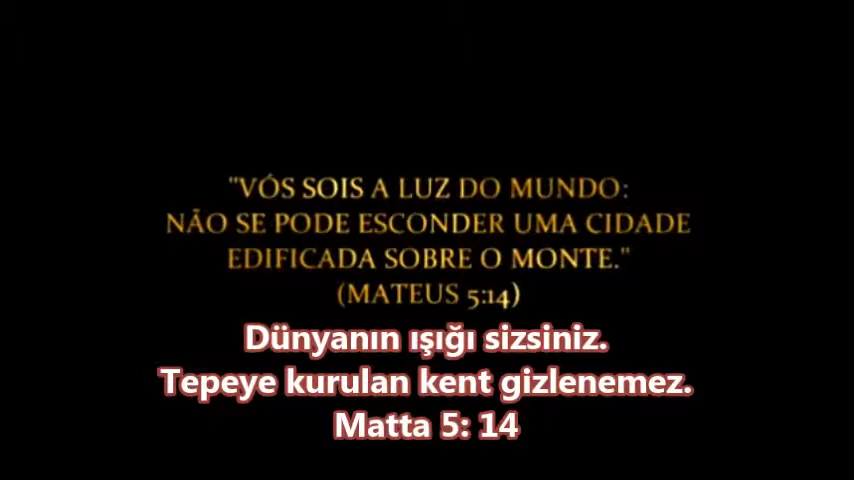 "VÓS SOIS A LUZ DO MUNDO:
NÃO SE PODE ESCONDER UMA CIDADE
EDIFICADA SOBRE O MONTE."
(MATEUS 5:14)
Dünyanın ışığı sizsiniz.
Tepeye kurulan kent gizlenemez.
Matta 5: 14